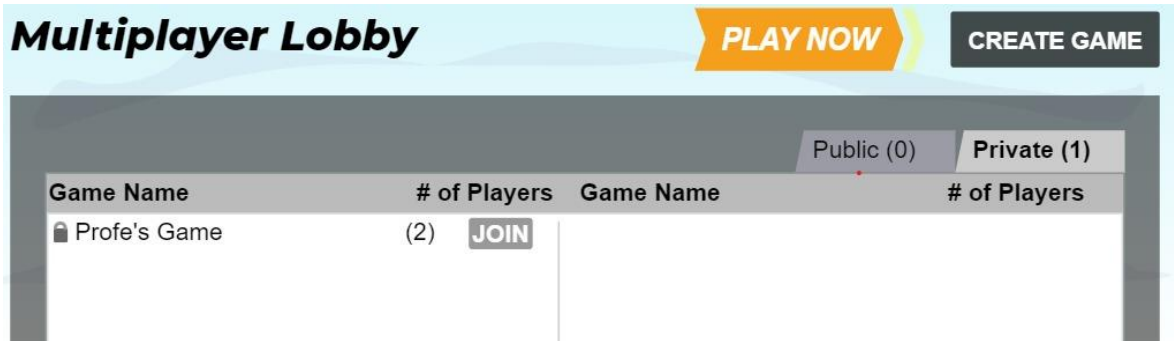 Multiplayer Lobby PLAY NOW CREATE GAME
Public (0) Private (1)
Game Name # of Players Game Name # of Players
Profe's Game (2) JOIN